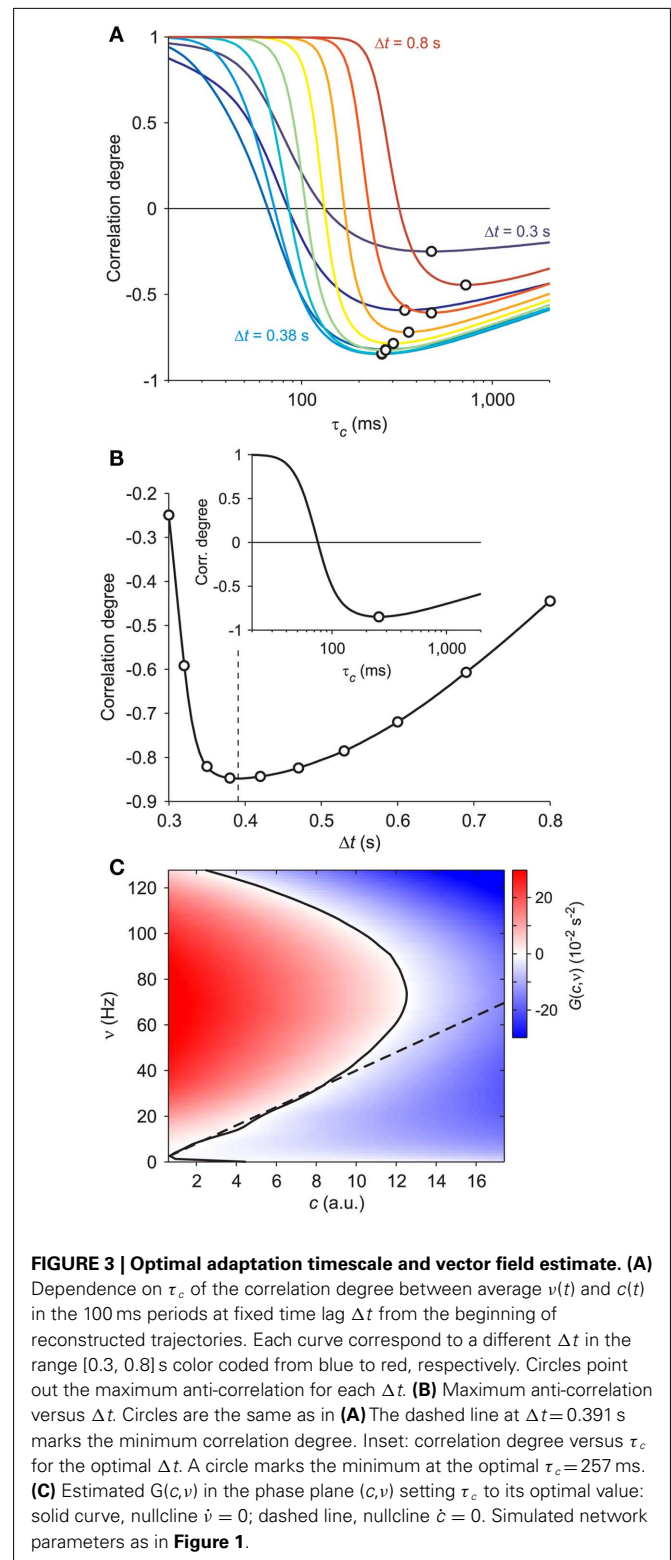 A
Δt = 0.8 s
1
0.5
0
-0.5
-1
Correlation degree
Δt = 0.3 s
Δt = 0.38 s
100
1,000
τc (ms)
B
-0.2
-0.3
-0.4
-0.5
-0.6
-0.7
-0.8
-0.9
Correlation degree
1
0.5
0
-0.5
-1
Corr. degree
100
1,000
τc (ms)
0.3
0.4
0.5
0.6
0.7
0.8
Δt (s)
C
120
100
80
60
40
20
0
ν (Hz)
2
4
6
8
10
12
14
16
c (a.u.)
20
0
-20
G(c,ν) (10-2 s-2)
FIGURE 3 | Optimal adaptation timescale and vector field estimate. (A)
Dependence on τc of the correlation degree between average ν(t) and c(t)
in the 100 ms periods at fixed time lag Δt from the beginning of
reconstructed trajectories. Each curve correspond to a different Δt in the
range [0.3, 0.8] s color coded from blue to red, respectively. Circles point
out the maximum anti-correlation for each Δt. (B) Maximum anti-correlation
versus Δt. Circles are the same as in (A) The dashed line at Δt = 0.391 s
marks the minimum correlation degree. Inset: correlation degree versus τc
for the optimal Δt. A circle marks the minimum at the optimal τc = 257 ms.
(C) Estimated G(c,ν) in the phase plane (c,ν) setting τc to its optimal value:
solid curve, nullcline ν̇ = 0; dashed line, nullcline ċ = 0. Simulated network
parameters as in Figure 1.